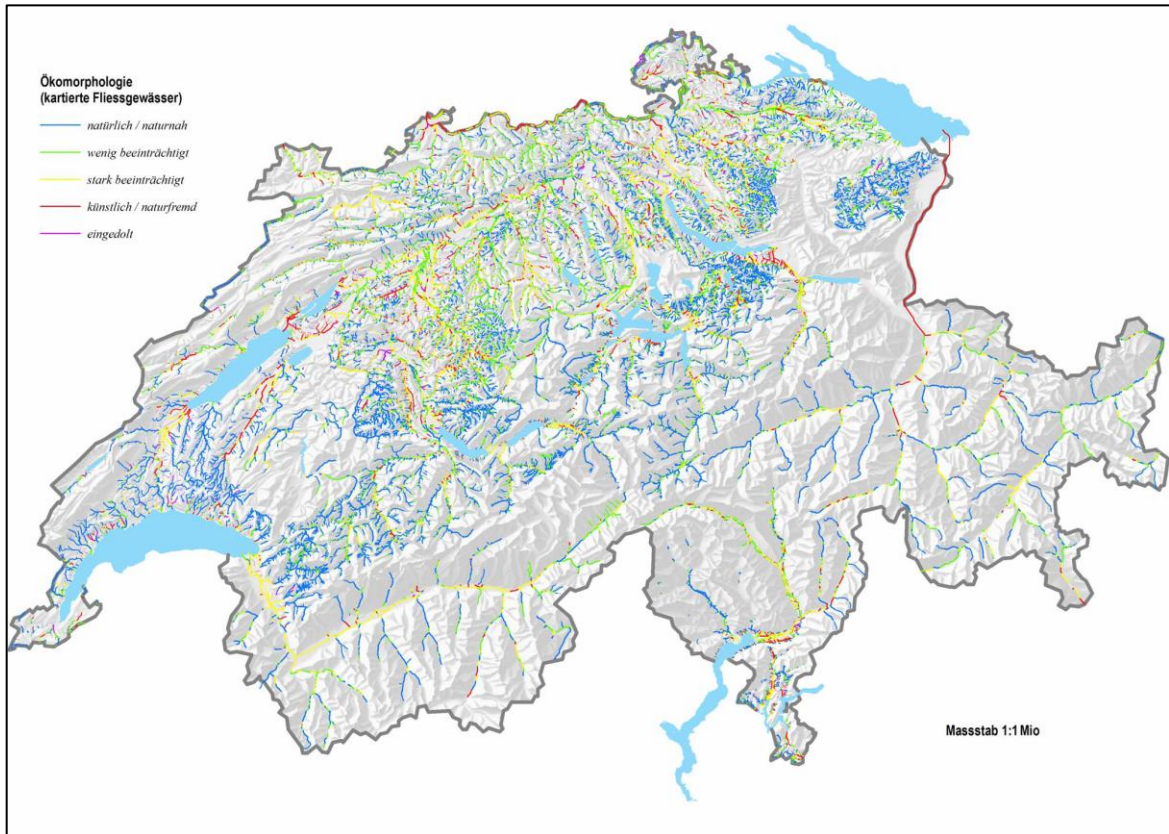 Ökomorphologie
(kartierte Fliessgewässer)
natürlich / naturnah
wenig beeinträchtigt
stark beeinträchtigt
künstlich / naturfremd
eingedolt
Massstab 1:1 Mio